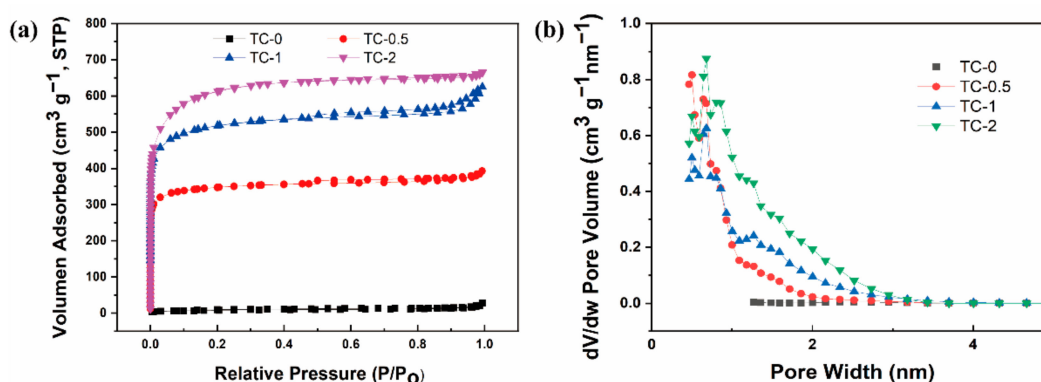 (a)
Volumen Adsorbed (cm³ g⁻¹, STP)
800
700
600
500
400
300
200
100
0
TC-0 TC-0.5
TC-1 TC-2
0.0 0.2 0.4 0.6 0.8 1.0
Relative Pressure (P/PO)
(b)
dV/dw Pore Volume (cm³ g⁻¹nm⁻¹)
1.0
0.8
0.6
0.4
0.2
0.0
TC-0
TC-0.5
TC-1
TC-2
0 2 4
Pore Width (nm)